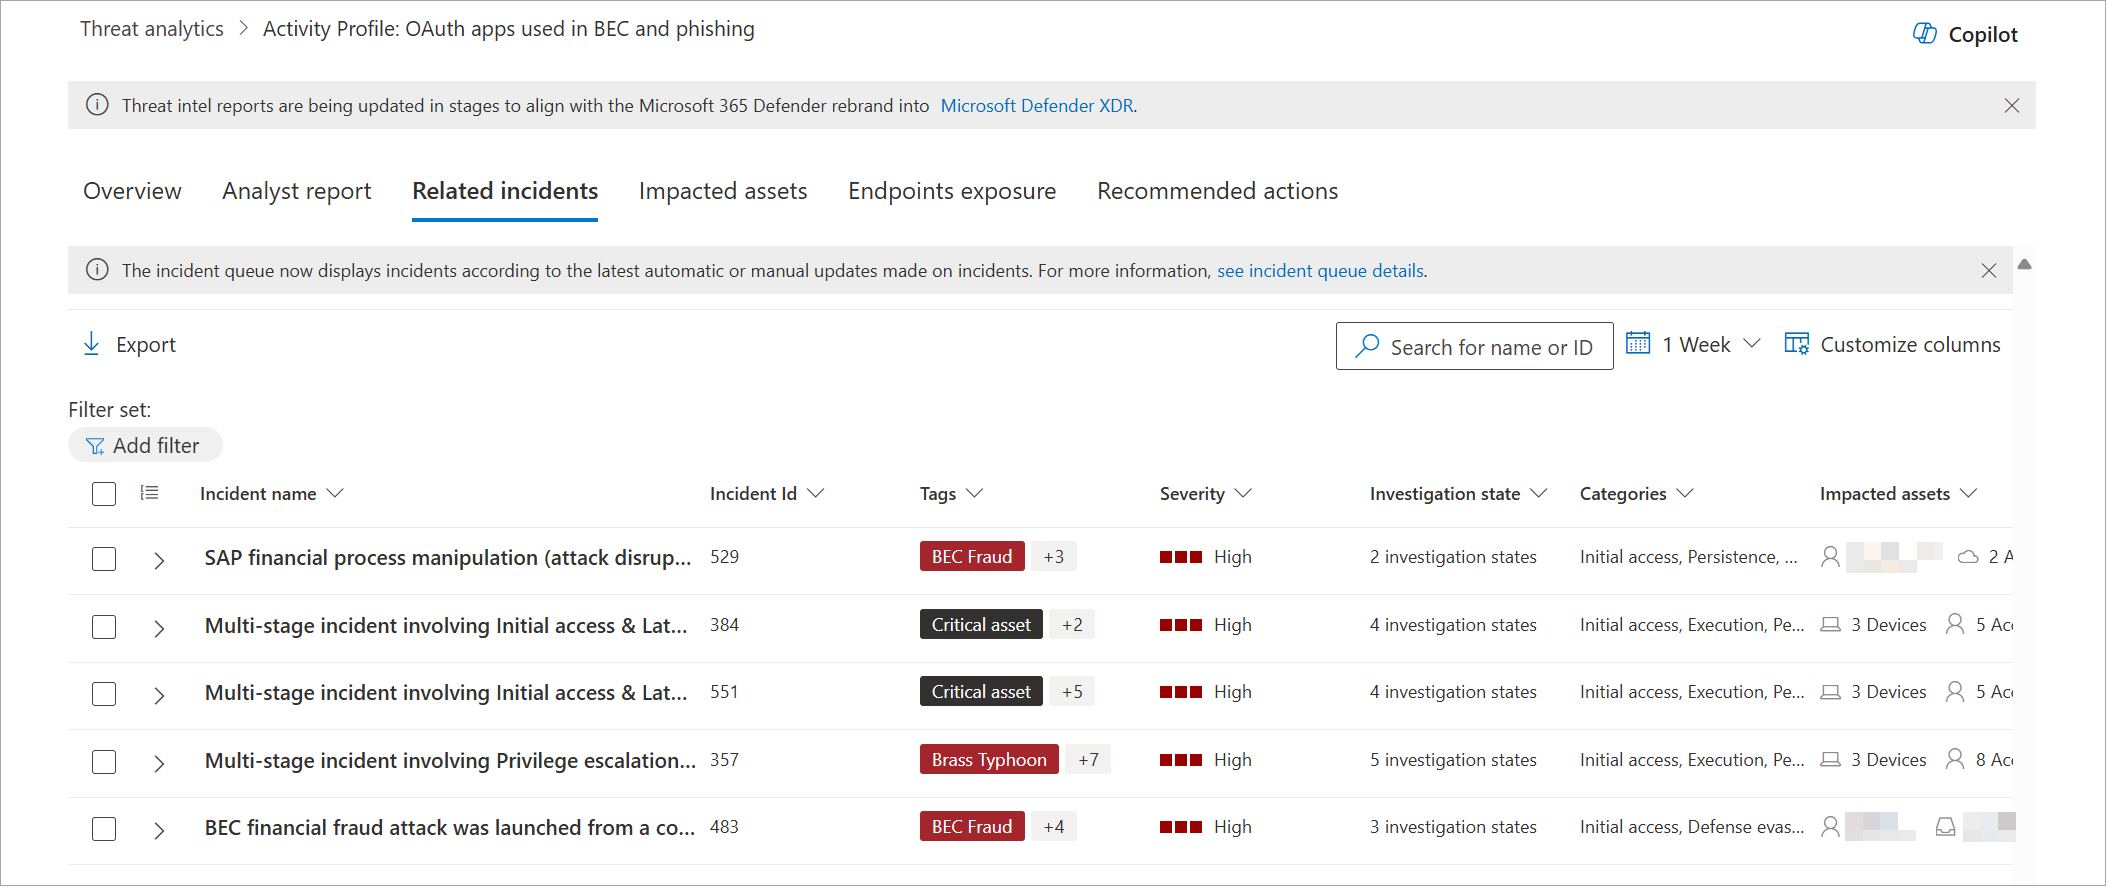 Threat analytics > Activity Profile: OAuth apps used in BEC and phishing
Copilot
Threat intel reports are being updated in stages to align with the Microsoft 365 Defender rebrand into Microsoft Defender XDR.
Overview Analyst report Related incidents Impacted assets Endpoints exposure Recommended actions
The incident queue now displays incidents according to the latest automatic or manual updates made on incidents. For more information, see incident queue details.
Export Search for name or ID 1 Week Customize columns
Filter set:
Add filter
Incident name Incident Id Tags Severity Investigation state Categories Impacted assets
SAP financial process manipulation (attack disrup... 529 BEC Fraud +3 High 2 investigation states Initial access, Persistence, ... 2 A
Multi-stage incident involving Initial access & Lat... 384 Critical asset +2 High 4 investigation states Initial access, Execution, Pe... 3 Devices 5 Acc
Multi-stage incident involving Initial access & Lat... 551 Critical asset +5 High 4 investigation states Initial access, Execution, Pe... 3 Devices 5 Acc
Multi-stage incident involving Privilege escalation... 357 Brass Typhoon +7 High 5 investigation states Initial access, Execution, Pe... 3 Devices 8 Acc
BEC financial fraud attack was launched from a co... 483 BEC Fraud +4 High 3 investigation states Initial access, Defense evas...